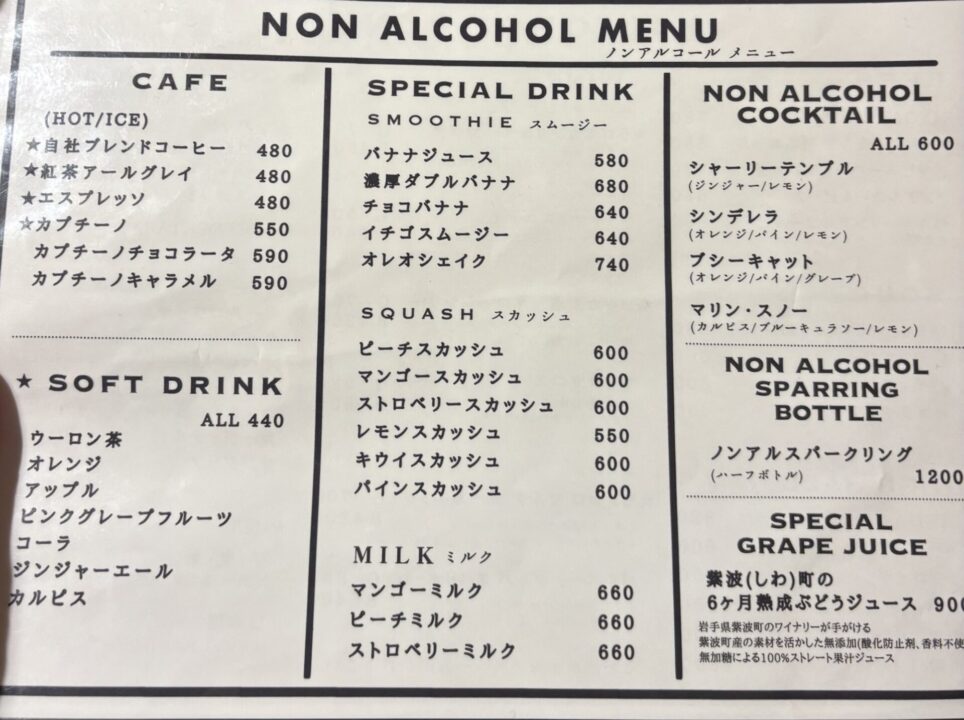 NON ALCOHOL MENU
ノンアルコール メニュー
CAFE
(HOT/ICE)
★自社ブレンドコーヒー 480
★紅茶アールグレイ 480
★エスプレッソ 480
★カプチーノ 550
カプチーノチョコラータ 590
カプチーノキャラメル 590
★ SOFT DRINK
ALL 440
ウーロン茶
オレンジ
アップル
ピンクグレープフルーツ
コーラ
ジンジャーエール
カルピス
SPECIAL DRINK
SMOOTHIE スムージー
バナナジュース 580
濃厚ダブルバナナ 680
チョコバナナ 640
イチゴスムージー 640
オレオシェイク 740
SQUASH スカッシュ
ピーチスカッシュ 600
マンゴースカッシュ 600
ストロベリースカッシュ 600
レモンスカッシュ 550
キウイスカッシュ 600
パインスカッシュ 600
MILK ミルク
マンゴーミルク 660
ピーチミルク 660
ストロベリーミルク 660
NON ALCOHOL
COCKTAIL
ALL 600
シャーリーテンプル
(ジンジャー/レモン)
シンデレラ
(オレンジ/パイン/レモン)
プシーキャット
(オレンジ/パイン/グレープ)
マリン・スノー
(カルピス/ブルーキュラソー/レモン)
NON ALCOHOL
SPARRING
BOTTLE
ノンアルスパークリング
(ハーフボトル) 1200
SPECIAL
GRAPE JUICE
紫波(しわ)町の
6ヶ月熟成ぶどうジュース 900
岩手県紫波町のワイナリーが手がける
紫波町産の素材を活かした無添加(酸化防止剤、香料不使
無加糖による100%ストレート果汁ジュース